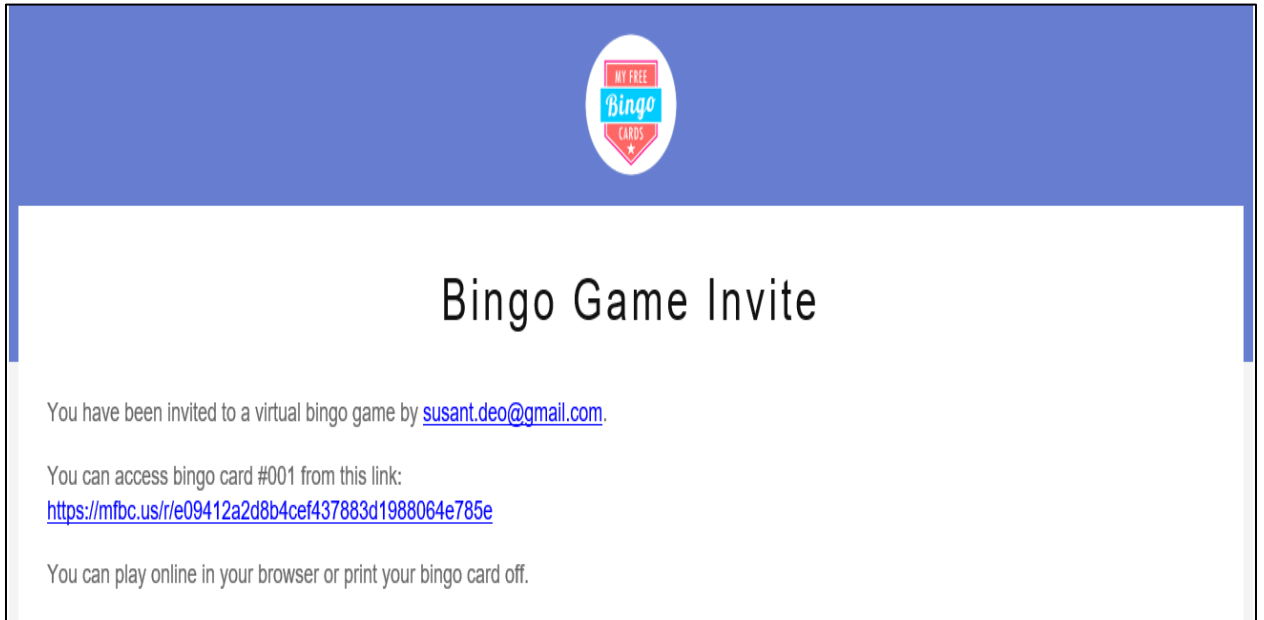 MY FREE
Bingo
CARDS
Bingo Game Invite
You have been invited to a virtual bingo game by susant.deo@gmail.com.
You can access bingo card #001 from this link:
https://mfbc.us/r/e09412a2d8b4cef437883d1988064e785e
You can play online in your browser or print your bingo card off.